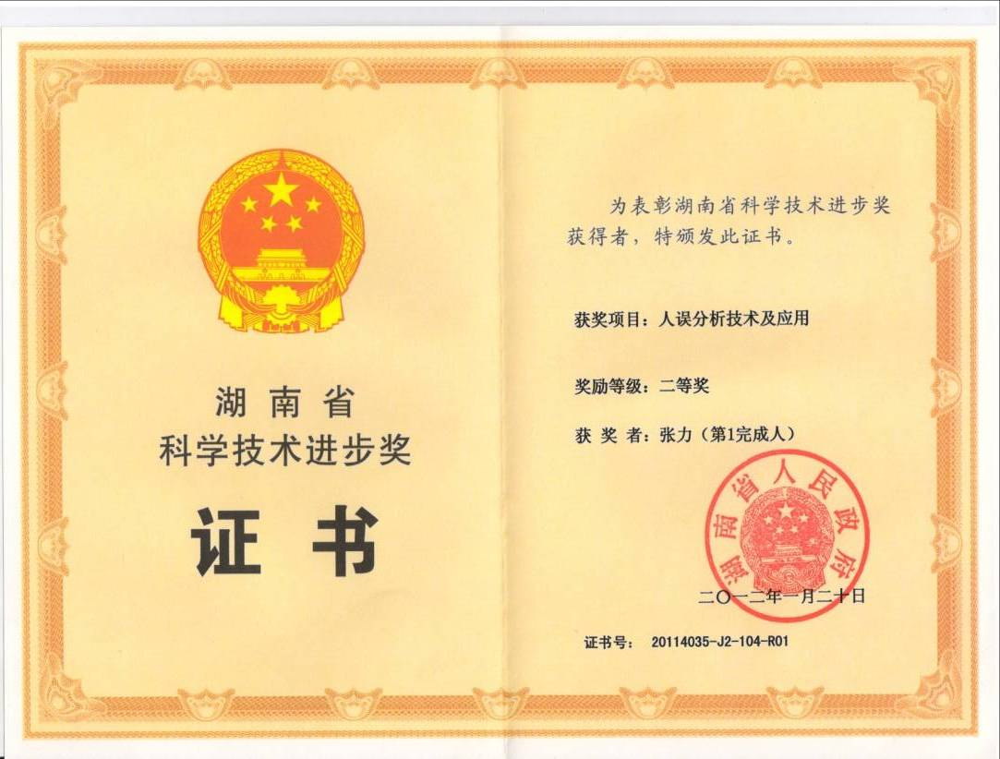 湖南省
科学技术进步奖
证书
为表彰湖南省科学技术进步奖
获得者，特颁发此证书。
获奖项目：人误分析技术及应用
奖励等级：二等奖
获奖者：张力（第1完成人）
湖南省人民政府
二〇一二年一月二十日
证书号：20114035-J2-104-R01